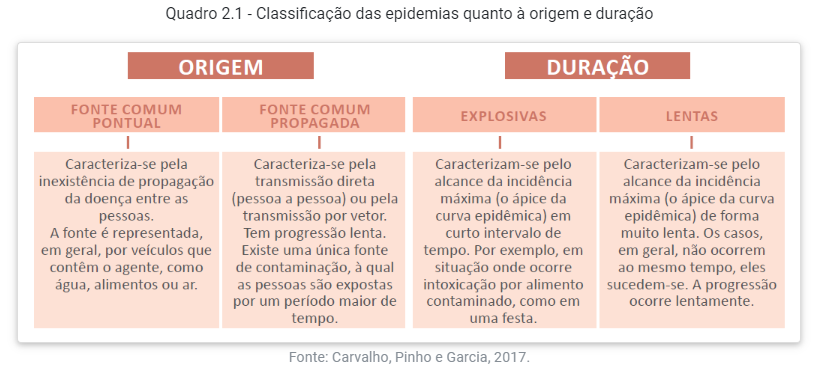 Quadro 2.1 - Classificação das epidemias quanto à origem e duração
ORIGEM
FONTE COMUM
PONTUAL
Caracteriza-se pela
inexistência de propagação
da doença entre as
pessoas.
A fonte é representada,
em geral, por veículos que
contêm o agente, como
água, alimentos ou ar.
FONTE COMUM
PROPAGADA
Caracteriza-se pela
transmissão direta
(pessoa a pessoa) ou pela
transmissão por vetor.
Tem progressão lenta.
Existe uma única fonte
de contaminação, à qual
as pessoas são expostas
por um período maior de
tempo.
DURAÇÃO
EXPLOSIVAS
Caracterizam-se pelo
alcance da incidência
máxima (o ápice da
curva epidêmica) em
curto intervalo de
tempo. Por exemplo, em
situação onde ocorre
intoxicação por alimento
contaminado, como em
uma festa.
LENTAS
Caracterizam-se pelo
alcance da incidência
máxima (o ápice da curva
epidêmica) de forma
muito lenta. Os casos,
em geral, não ocorrem
ao mesmo tempo, eles
sucedem-se. A progressão
ocorre lentamente.
Fonte: Carvalho, Pinho e Garcia, 2017.